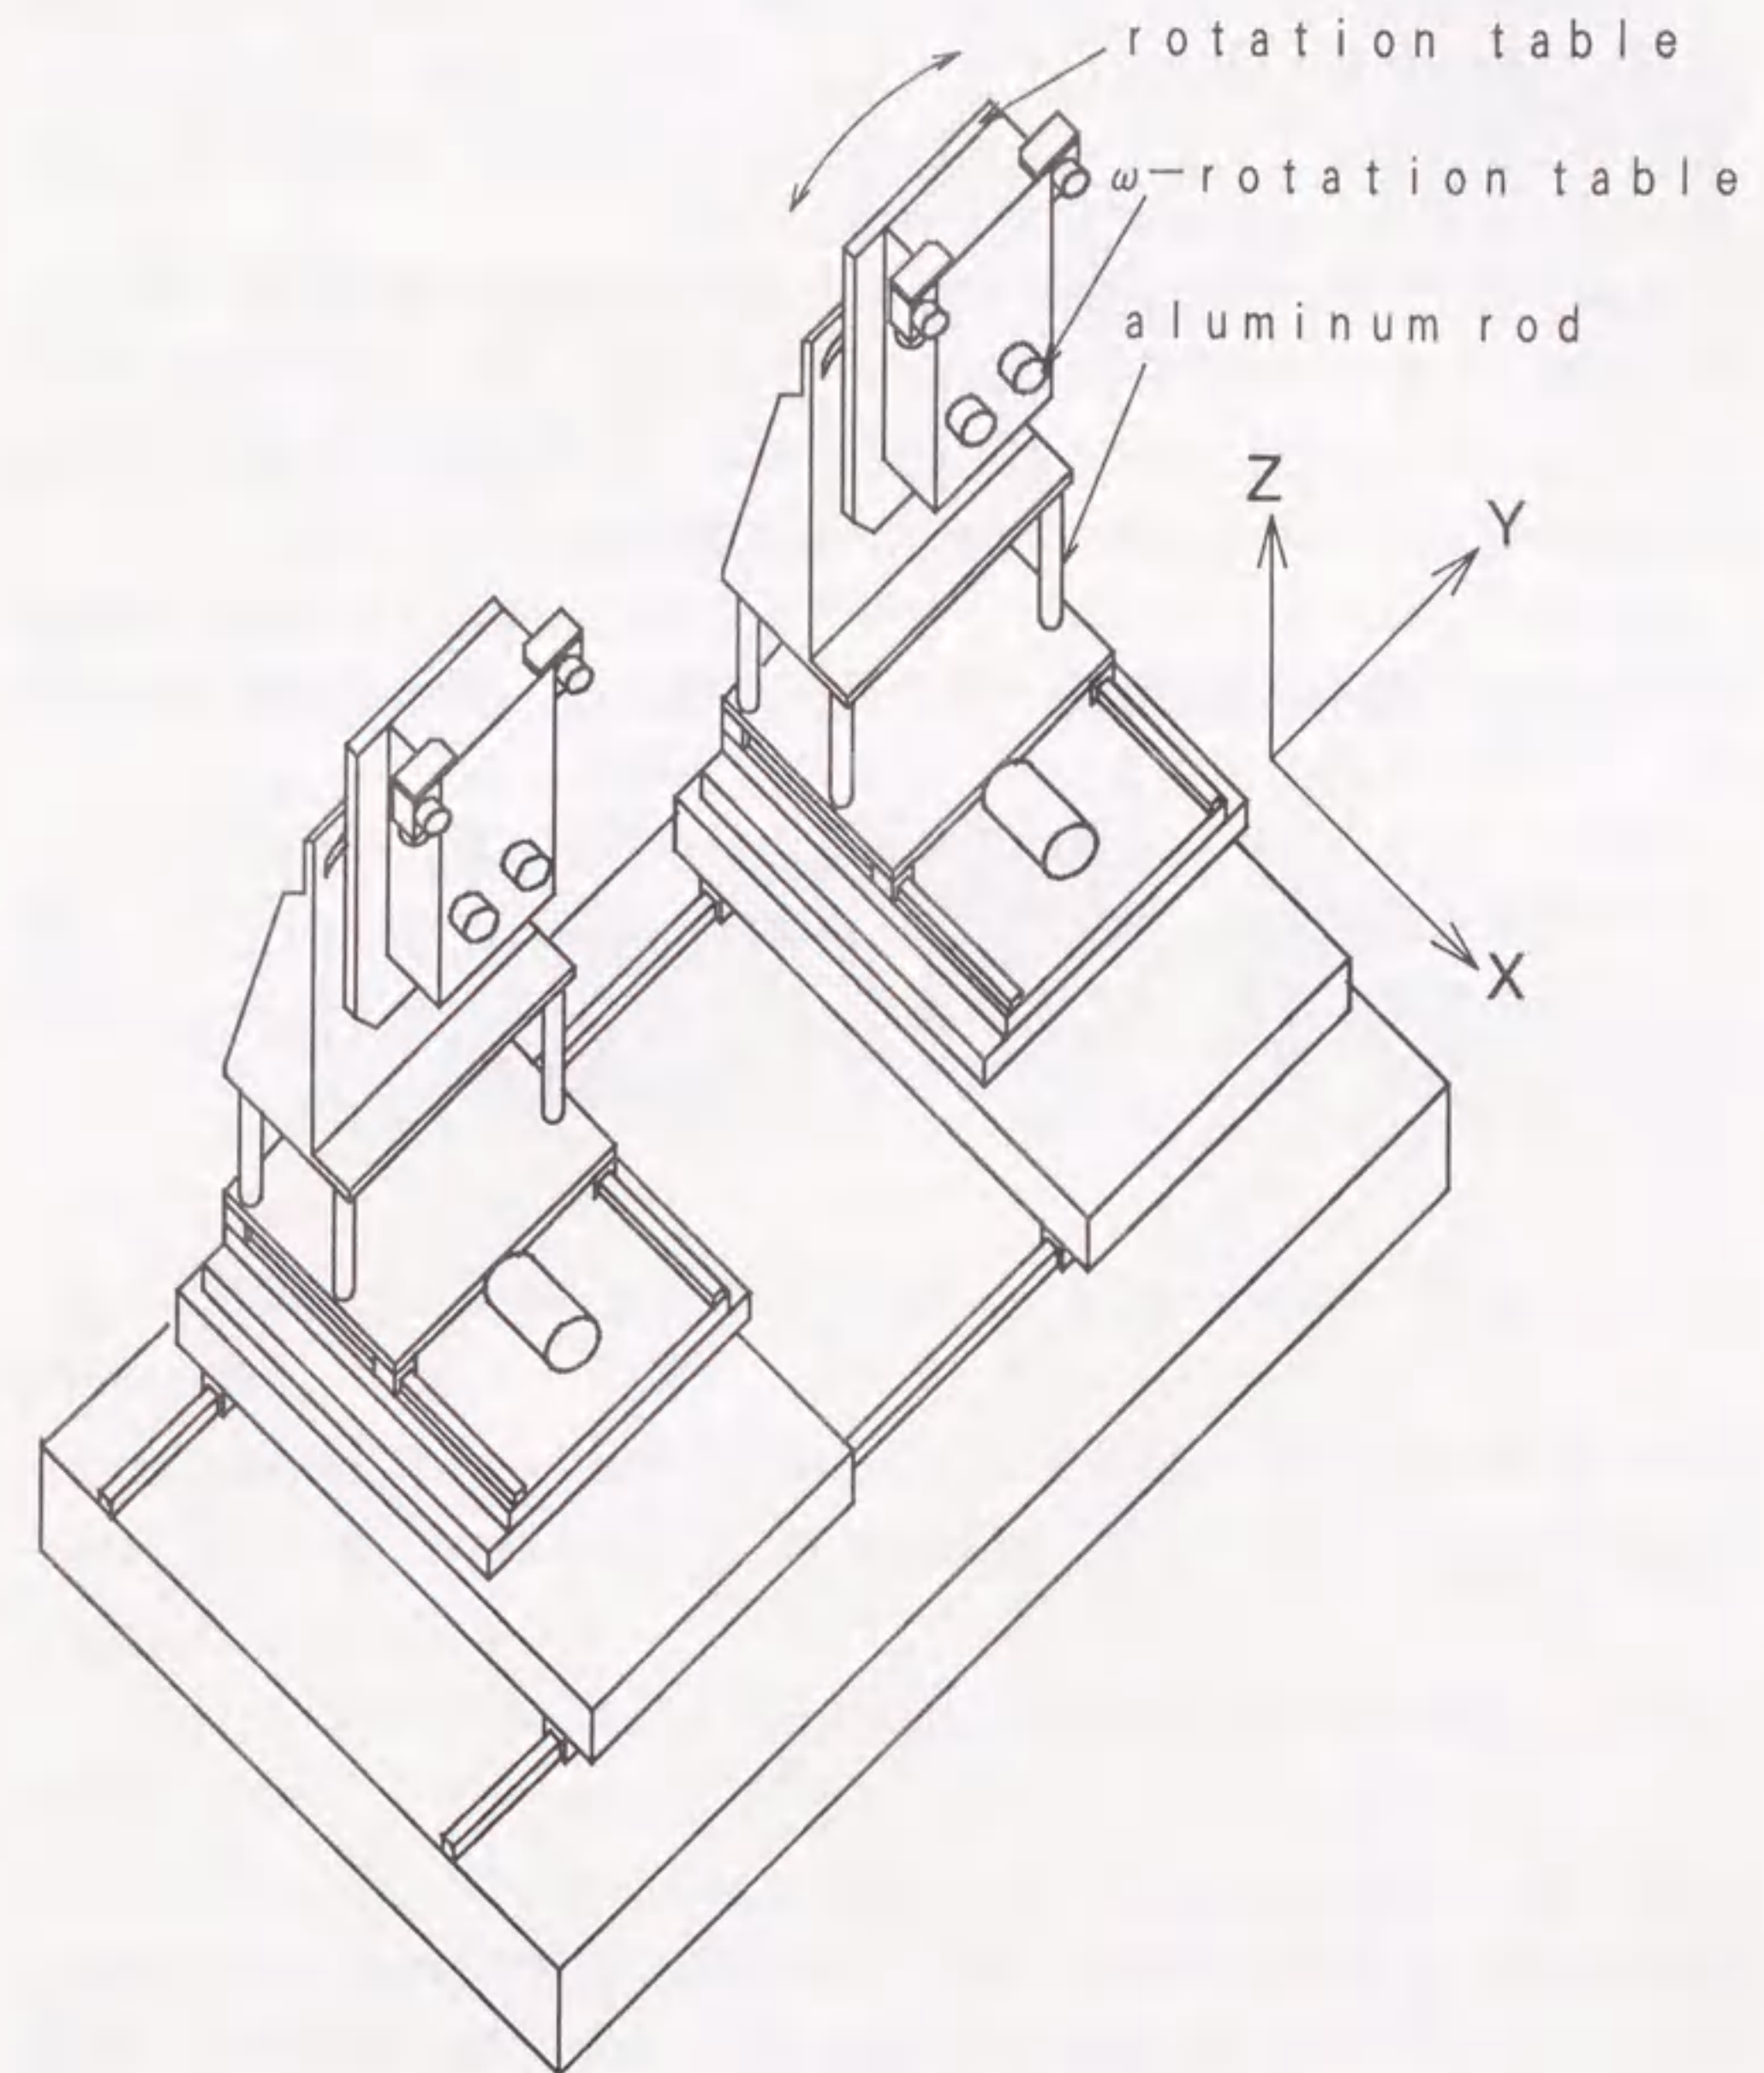 rotation table
ω-rotation table
aluminum rod
Z
Y
X